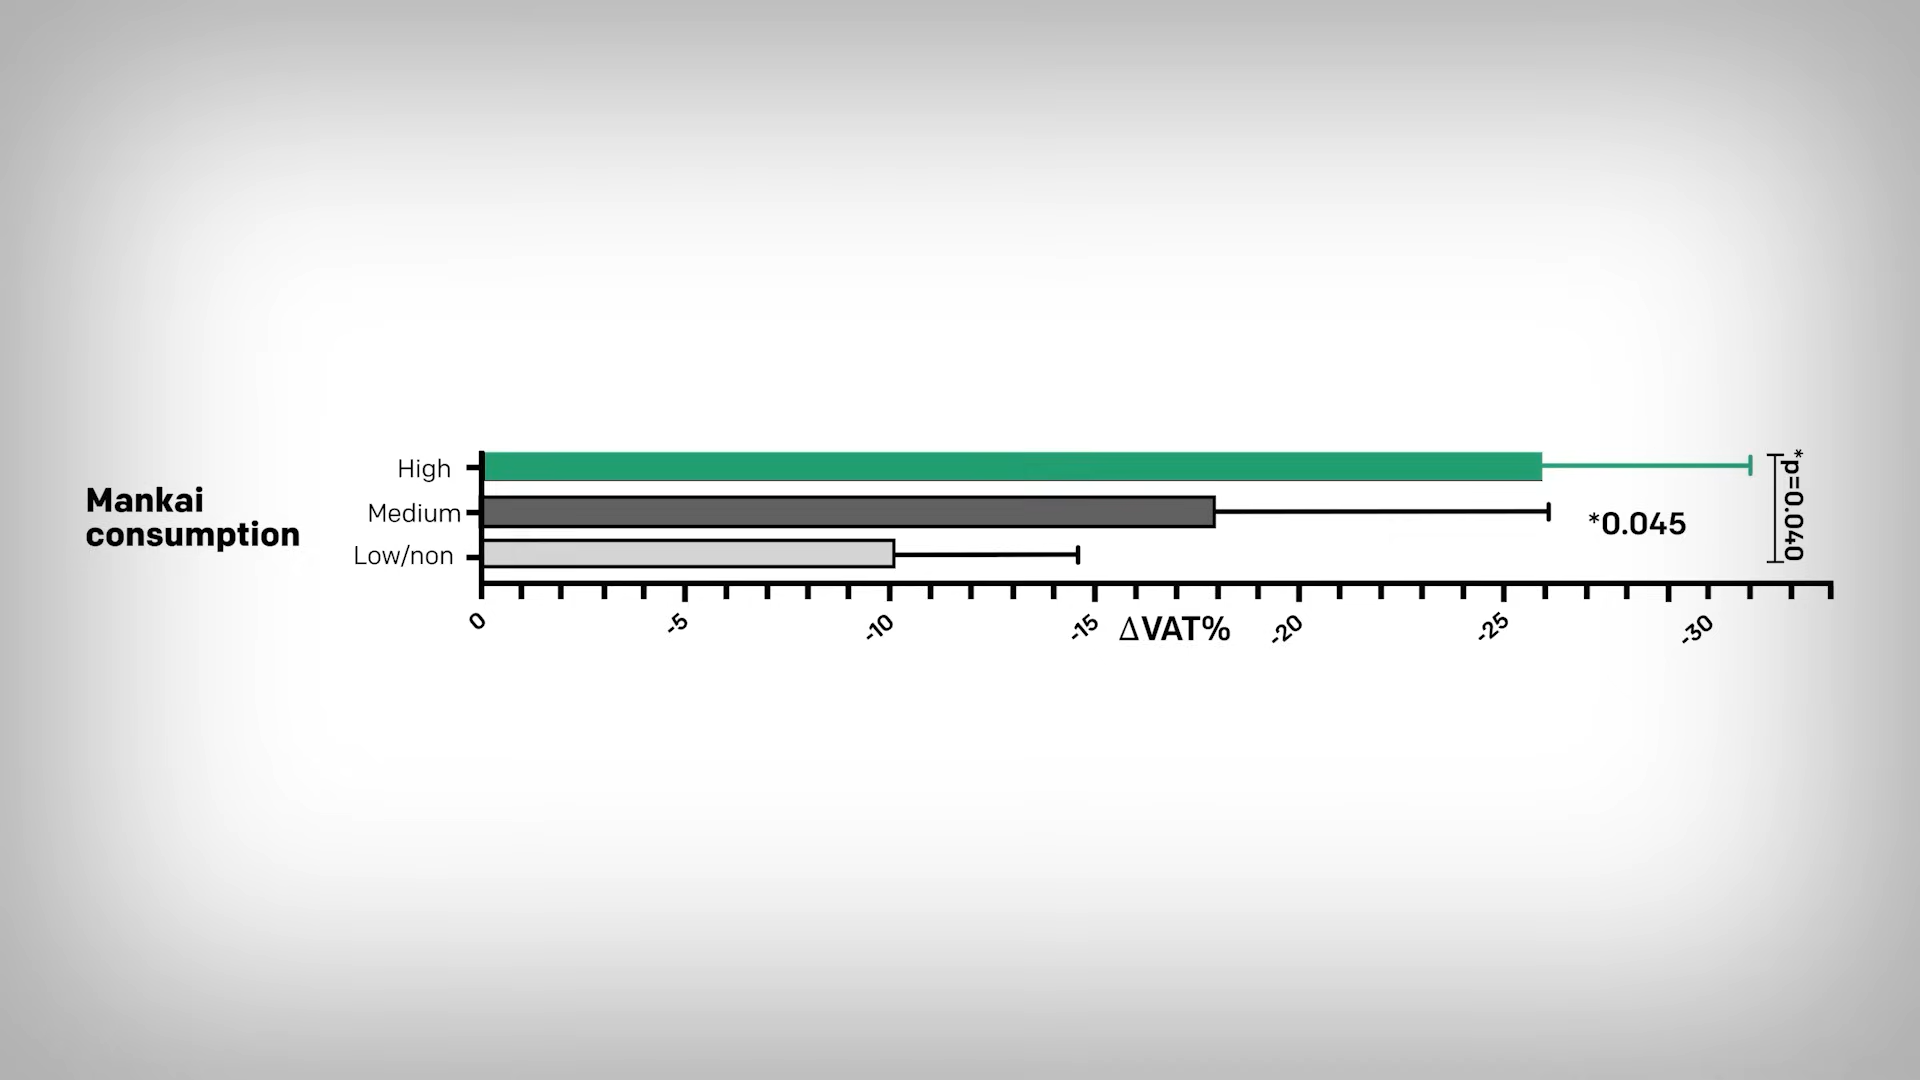 Mankai
consumption
High
Medium
Low/non
*0.045
*p=0.040
0
-5
-10
-15
ΔVAT%
-20
-25
-30